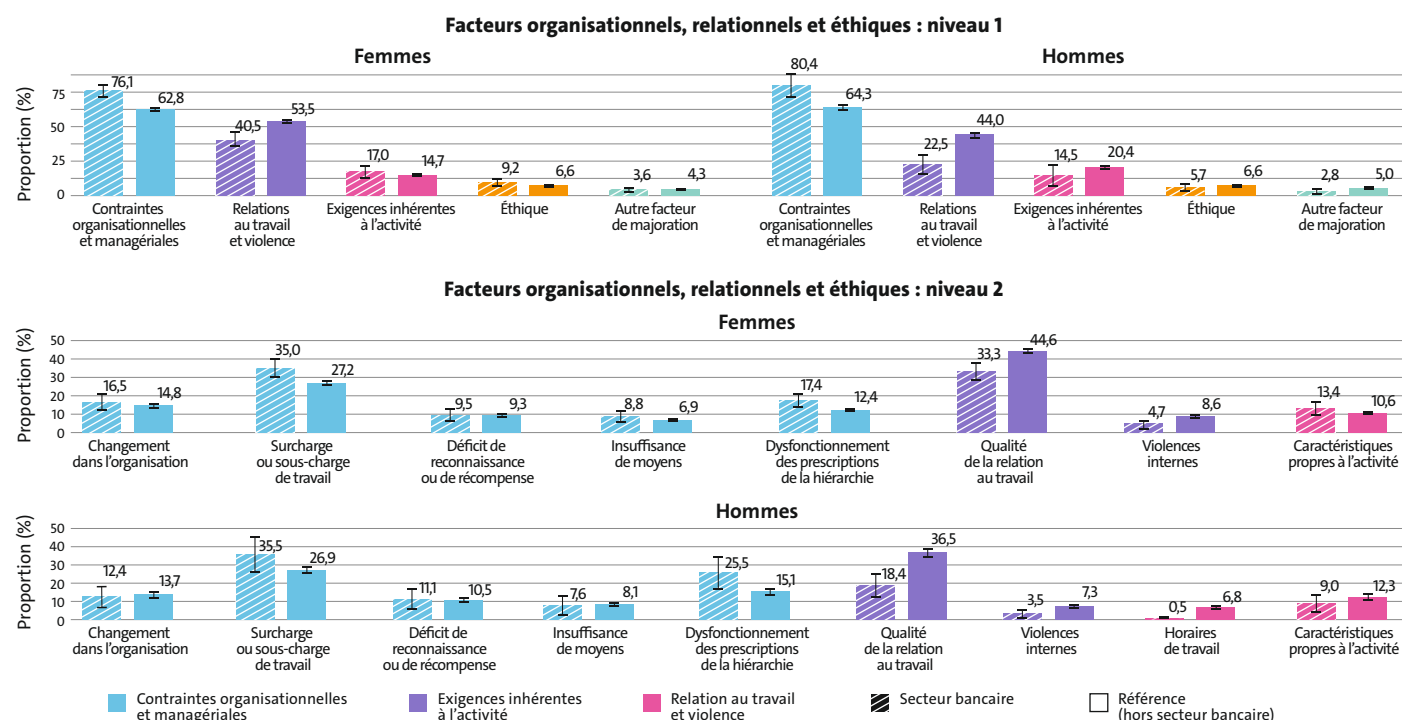 Facteurs organisationnels, relationnels et éthiques : niveau 1
Femmes
Hommes
Proportion (%)
75
50
25
0
76,1
62,8
40,5
53,5
17,0
14,7
9,2
6,6
3,6
4,3
80,4
64,3
22,5
44,0
14,5
20,4
5,7
6,6
2,8
5,0
Contraintes
organisationnelles
et managériales
Relations
au travail
et violence
Exigences inhérentes
à l'activité
Éthique
Autre facteur
de majoration
Contraintes
organisationnelles
et managériales
Relations
au travail
et violence
Exigences inhérentes
à l'activité
Éthique
Autre facteur
de majoration
Facteurs organisationnels, relationnels et éthiques : niveau 2
Femmes
Proportion (%)
50
40
30
20
10
0
16,5
14,8
35,0
27,2
9,5
9,3
8,8
6,9
17,4
12,4
33,3
44,6
4,7
8,6
13,4
10,6
Changement
dans l'organisation
Surcharge
ou sous-charge
de travail
Déficit de
reconnaissance
ou de récompense
Insuffisance
de moyens
Dysfonctionnement
des prescriptions
de la hiérarchie
Qualité
de la relation
au travail
Violences
internes
Caractéristiques
propres à l'activité
Hommes
Proportion (%)
50
40
30
20
10
0
12,4
13,7
35,5
26,9
11,1
10,5
7,6
8,1
25,5
15,1
18,4
36,5
3,5
7,3
0,5
6,8
9,0
12,3
Changement
dans l'organisation
Surcharge
ou sous-charge
de travail
Déficit de
reconnaissance
ou de récompense
Insuffisance
de moyens
Dysfonctionnement
des prescriptions
de la hiérarchie
Qualité
de la relation
au travail
Violences
internes
Horaires
de travail
Caractéristiques
propres à l'activité
Contraintes organisationnelles
et managériales
Exigences inhérentes
à l'activité
Relation au travail
et violence
Secteur bancaire
Référence
(hors secteur bancaire)